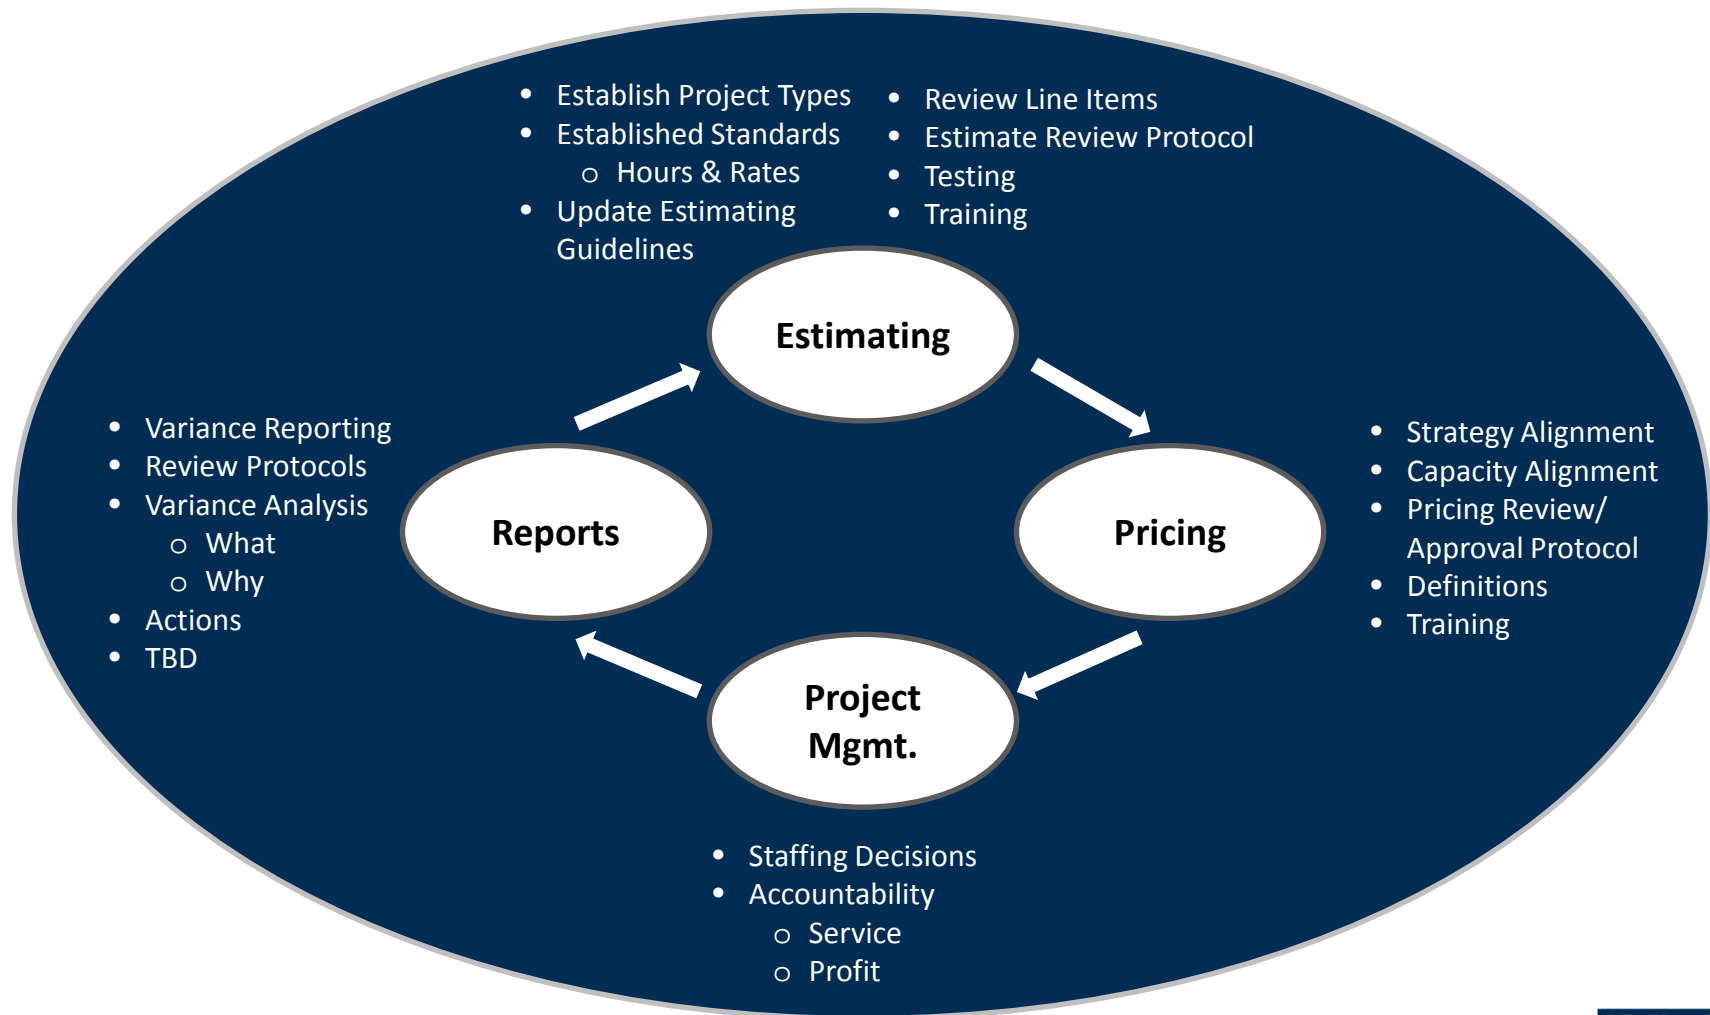 • Establish Project Types
• Established Standards
o Hours & Rates
• Update Estimating
Guidelines
• Review Line Items
• Estimate Review Protocol
• Testing
• Training
Estimating
• Variance Reporting
• Review Protocols
• Variance Analysis
o What
o Why
• Actions
• TBD
Reports
Pricing
• Strategy Alignment
• Capacity Alignment
• Pricing Review/
Approval Protocol
• Definitions
• Training
Project
Mgmt.
• Staffing Decisions
• Accountability
o Service
o Profit